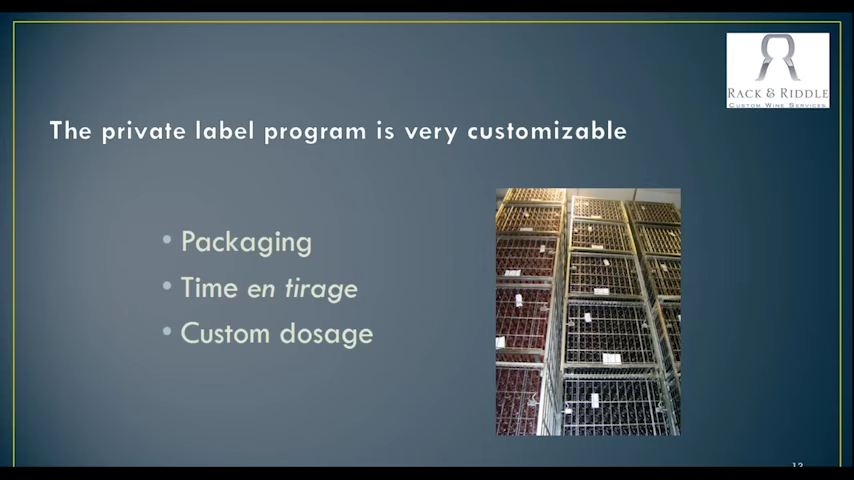 RACK & RIDDLE
CUSTOM WINE SERVICES
The private label program is very customizable
• Packaging
• Time en tirage
• Custom dosage